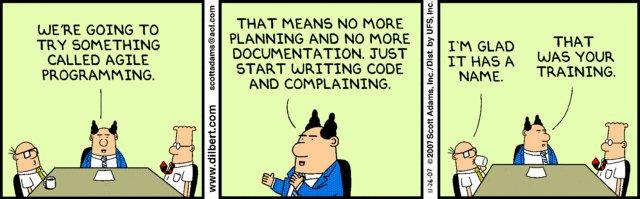 WE'RE GOING TO
TRY SOMETHING
CALLED AGILE
PROGRAMMING.
www.dilbert.com scottadams@aol.com
THAT MEANS NO MORE
PLANNING AND NO MORE
DOCUMENTATION. JUST
START WRITING CODE
AND COMPLAINING.
11-26-07 © 2007 Scott Adams, Inc./Dist. by UFS, Inc.
I'M GLAD
IT HAS A
NAME.
THAT
WAS YOUR
TRAINING.